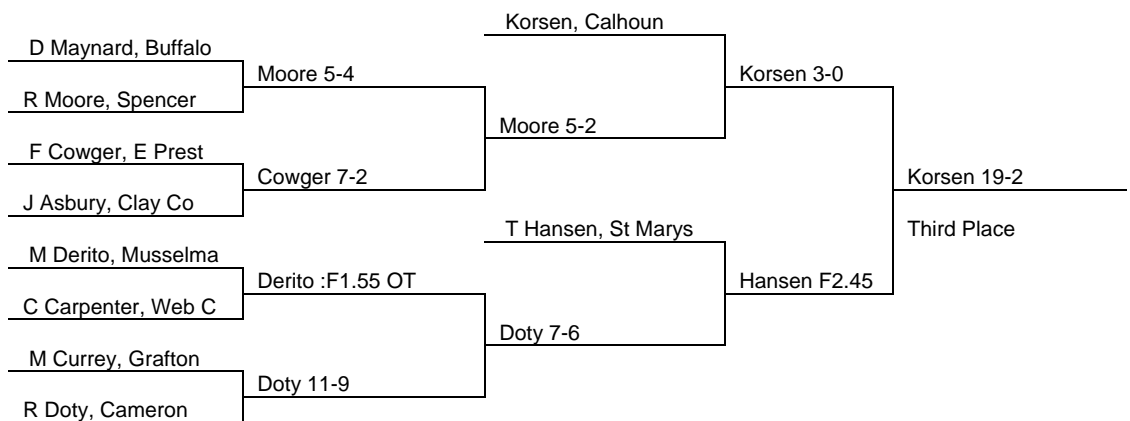 Korsen, Calhoun
D Maynard, Buffalo
Moore 5-4
Korsen 3-0
R Moore, Spencer
Moore 5-2
F Cowger, E Prest
Cowger 7-2
Korsen 19-2
J Asbury, Clay Co
T Hansen, St Marys
Third Place
M Derito, Musselma
Derito :F1.55 OT
Hansen F2.45
C Carpenter, Web C
Doty 7-6
M Currey, Grafton
Doty 11-9
R Doty, Cameron